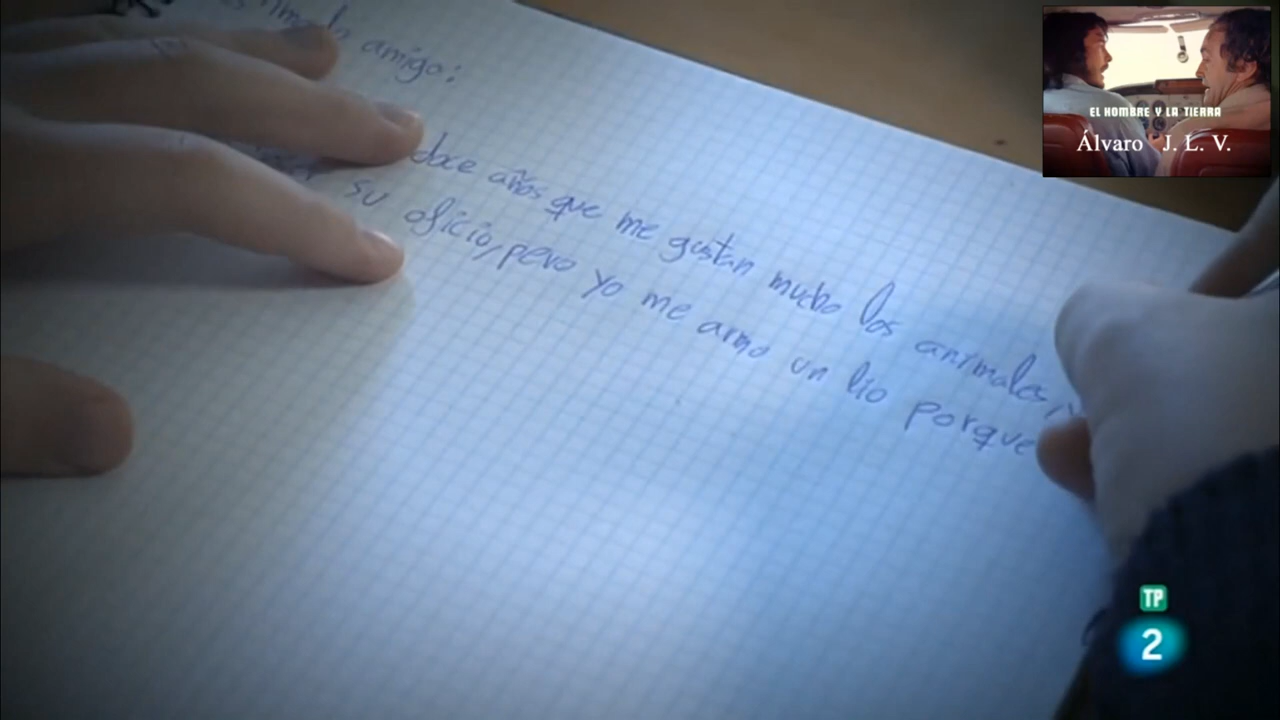 amigo:
doce años que me gustan mucho los animales,
su oficio, pero yo me armo un lio porque
EL HOMBRE Y LA TIERRA
Álvaro J. L. V.
TP
2